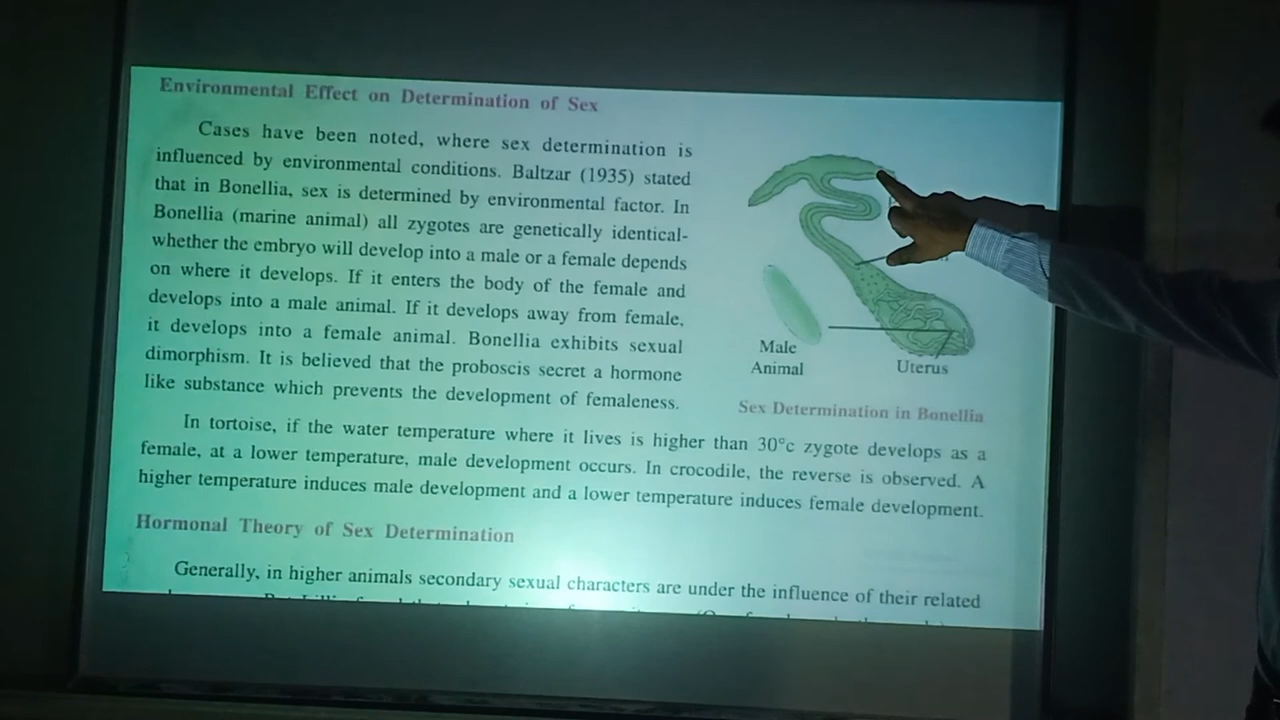 Environmental Effect on Determination of Sex
Cases have been noted, where sex determination is
influenced by environmental conditions. Baltzar (1935) stated
that in Bonellia, sex is determined by environmental factor. In
Bonellia (marine animal) all zygotes are genetically identical-
whether the embryo will develop into a male or a female depends
on where it develops. If it enters the body of the female and
develops into a male animal. If it develops away from female,
it develops into a female animal. Bonellia exhibits sexual
dimorphism. It is believed that the proboscis secret a hormone
like substance which prevents the development of femaleness.
Male
Animal
Uterus
Sex Determination in Bonellia
In tortoise, if the water temperature where it lives is higher than 30°c zygote develops as a
female, at a lower temperature, male development occurs. In crocodile, the reverse is observed. A
higher temperature induces male development and a lower temperature induces female development.
Hormonal Theory of Sex Determination
Generally, in higher animals secondary sexual characters are under the influence of their related